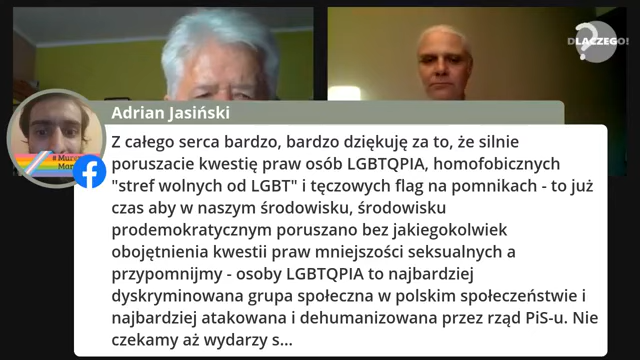 DLACZEGO!
?
Adrian Jasiński
Z całego serca bardzo, bardzo dziękuję za to, że silnie
poruszacie kwestię praw osób LGBTQPIA, homofobicznych
"stref wolnych od LGBT" i tęczowych flag na pomnikach - to już
czas aby w naszym środowisku, środowisku
prodemokratycznym poruszano bez jakiegokolwiek
obojętnienia kwestii praw mniejszości seksualnych a
przypomnijmy - osoby LGBTQPIA to najbardziej
dyskryminowana grupa społeczna w polskim społeczeństwie i
najbardziej atakowana i dehumanizowana przez rząd PiS-u. Nie
czekamy aż wydarzy s...